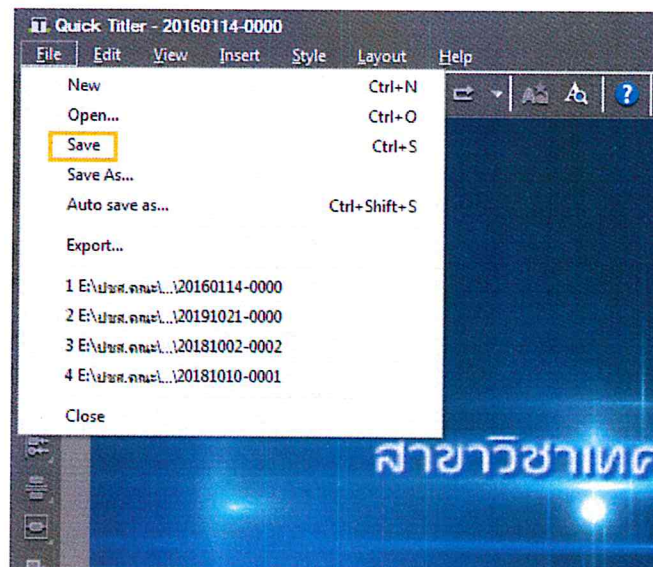 Quick Titler - 20160114-0000
File Edit View Insert Style Layout Help
New Ctrl+N
Open... Ctrl+O
Save Ctrl+S
Save As...
Auto save as... Ctrl+Shift+S
Export...
1 E:\ปชส.คณะ\...\20160114-0000
2 E:\ปชส.คณะ\...\20191021-0000
3 E:\ปชส.คณะ\...\20181002-0002
4 E:\ปชส.คณะ\...\20181010-0001
Close
สาขาวิชาเทค